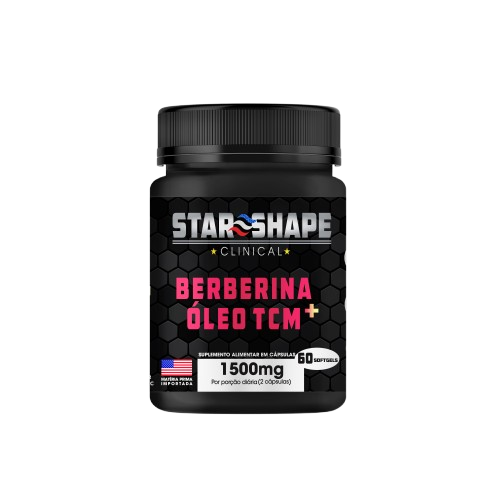 STAR SHAPE
★CLINICAL★
BERBERINA
ÓLEO TCM+
SUPLEMENTO ALIMENTAR EM CÁPSULAS
60 SOFTGELS
1500mg
Por porção diária (2 cápsulas)
MATÉRIA PRIMA
IMPORTADA